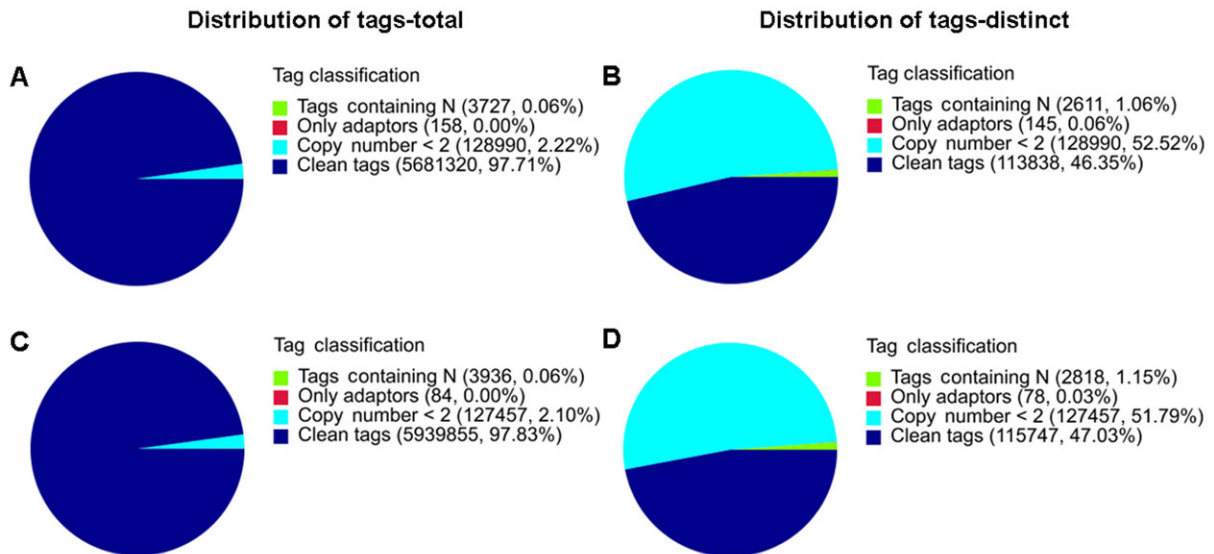 Distribution of tags-total
Distribution of tags-distinct
A
Tag classification
Tags containing N (3727, 0.06%)
Only adaptors (158, 0.00%)
Copy number < 2 (128990, 2.22%)
Clean tags (5681320, 97.71%)
B
Tag classification
Tags containing N (2611, 1.06%)
Only adaptors (145, 0.06%)
Copy number < 2 (128990, 52.52%)
Clean tags (113838, 46.35%)
C
Tag classification
Tags containing N (3936, 0.06%)
Only adaptors (84, 0.00%)
Copy number < 2 (127457, 2.10%)
Clean tags (5939855, 97.83%)
D
Tag classification
Tags containing N (2818, 1.15%)
Only adaptors (78, 0.03%)
Copy number < 2 (127457, 51.79%)
Clean tags (115747, 47.03%)